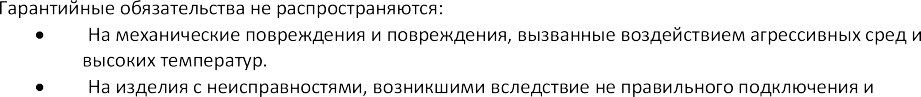 Гарантийные обязательства не распространяются:
• На механические повреждения и повреждения, вызванные воздействием агрессивных сред и
высоких температур.
• На изделия с неисправностями, возникшими вследствие не правильного подключения и